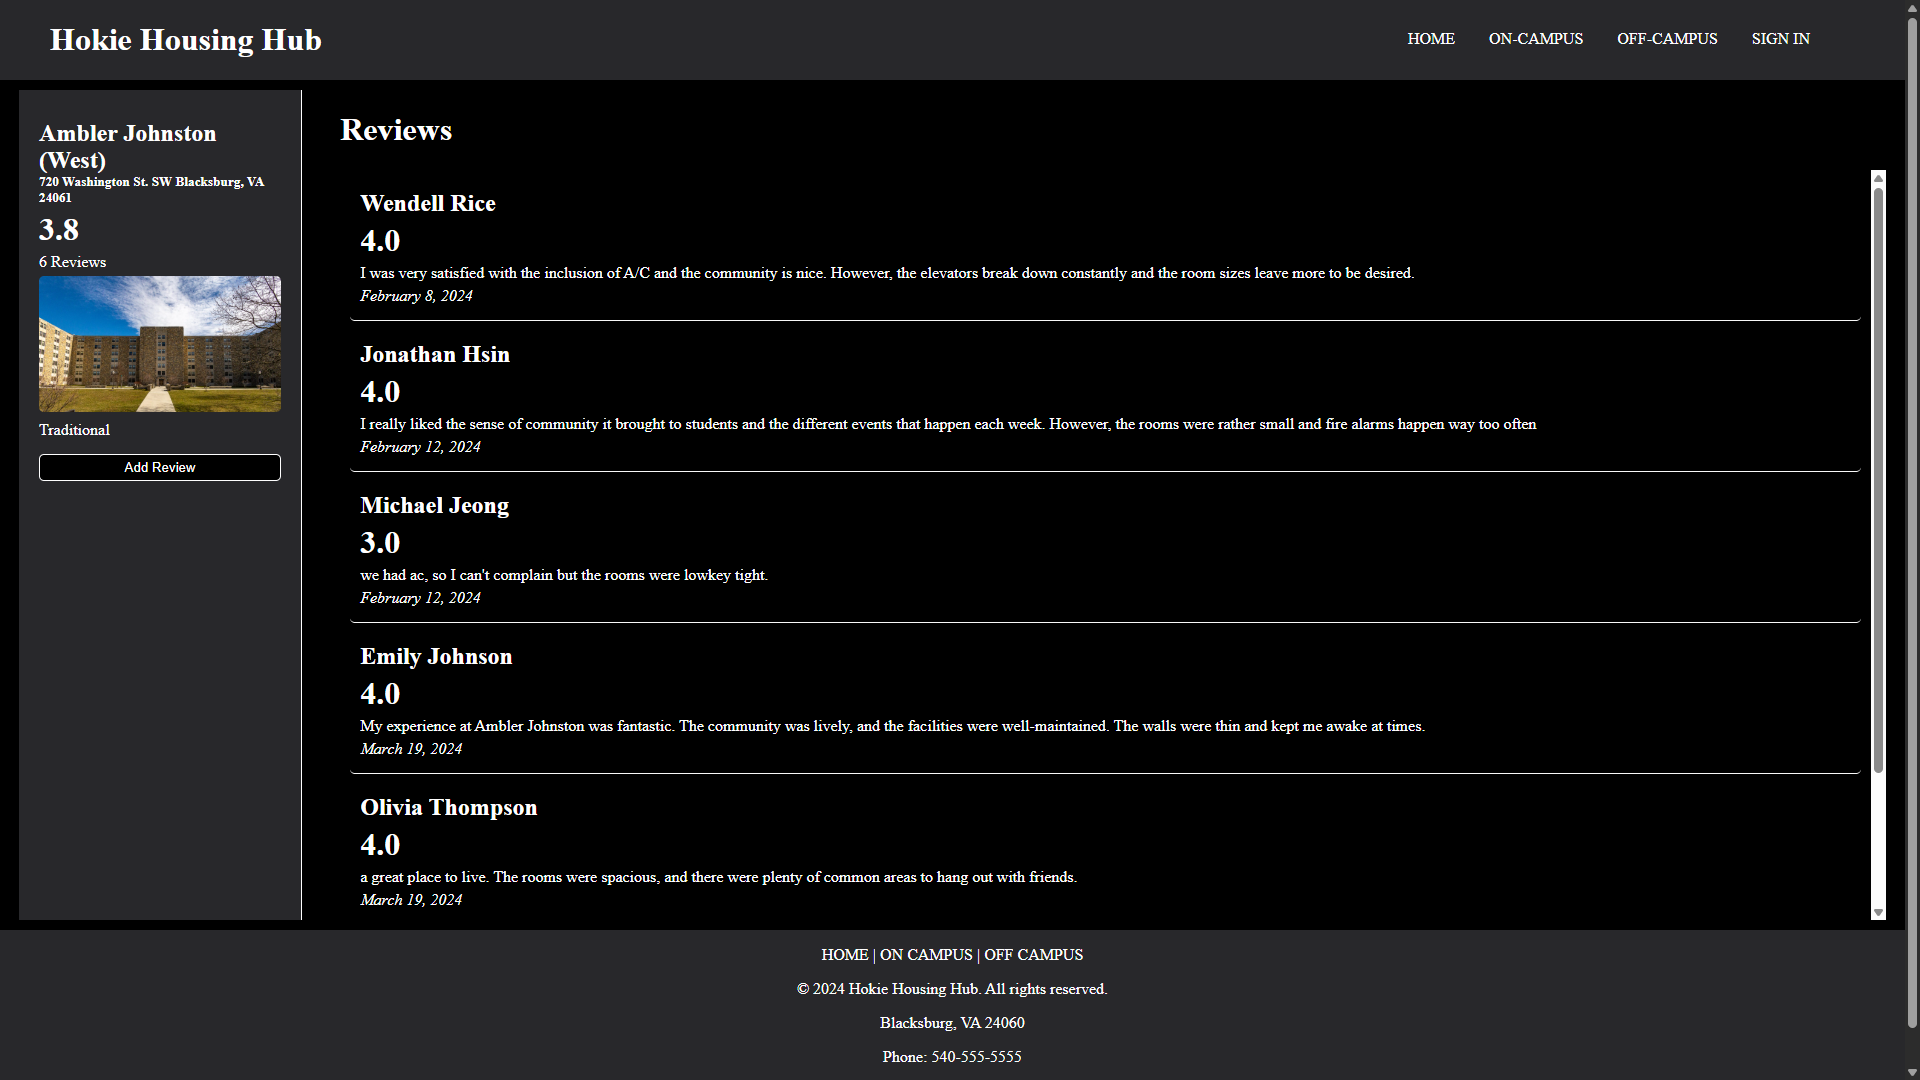 Hokie Housing Hub
HOME ON-CAMPUS OFF-CAMPUS SIGN IN
Ambler Johnston
(West)
720 Washington St. SW Blacksburg, VA
24061
3.8
6 Reviews
Traditional
Add Review
Reviews
Wendell Rice
4.0
I was very satisfied with the inclusion of A/C and the community is nice. However, the elevators break down constantly and the room sizes leave more to be desired.
February 8, 2024
Jonathan Hsin
4.0
I really liked the sense of community it brought to students and the different events that happen each week. However, the rooms were rather small and fire alarms happen way too often
February 12, 2024
Michael Jeong
3.0
we had ac, so I can't complain but the rooms were lowkey tight.
February 12, 2024
Emily Johnson
4.0
My experience at Ambler Johnston was fantastic. The community was lively, and the facilities were well-maintained. The walls were thin and kept me awake at times.
March 19, 2024
Olivia Thompson
4.0
a great place to live. The rooms were spacious, and there were plenty of common areas to hang out with friends.
March 19, 2024
HOME | ON CAMPUS | OFF CAMPUS
© 2024 Hokie Housing Hub. All rights reserved.
Blacksburg, VA 24060
Phone: 540-555-5555